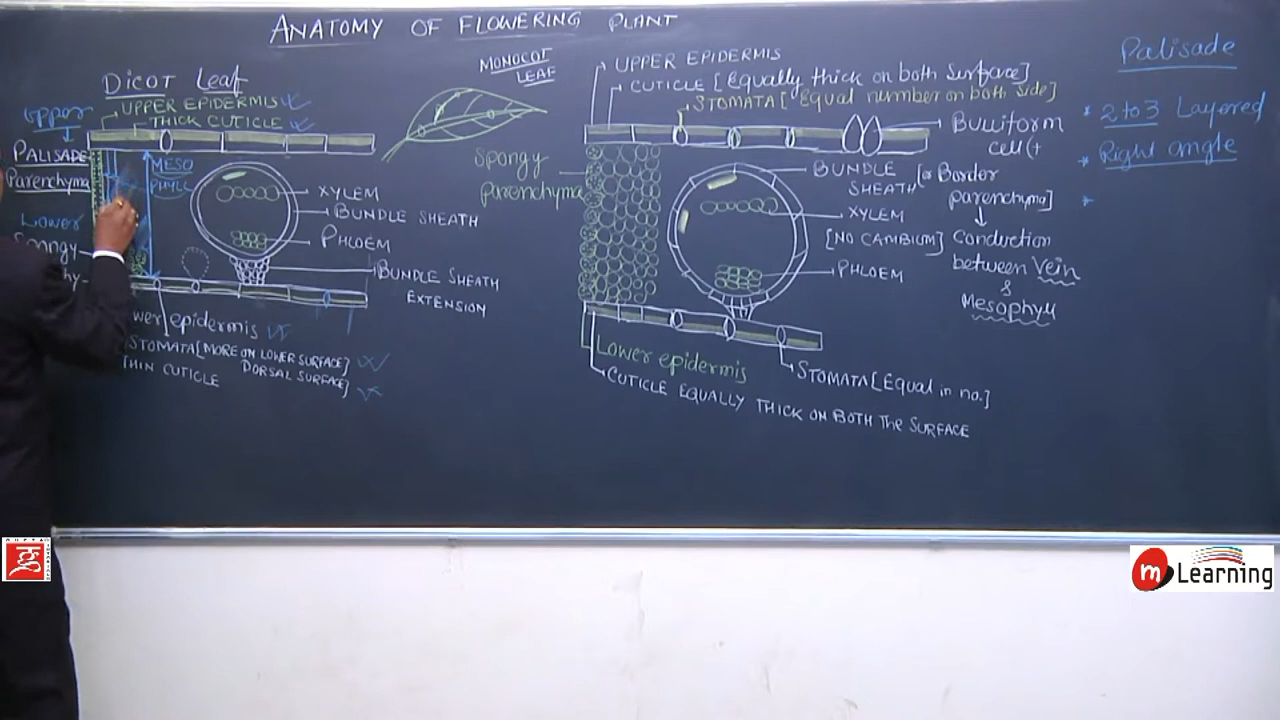 ANATOMY OF FLOWERING PLANT
DICOT Leaf
Upper
UPPER EPIDERMIS
THICK CUTICLE
PALISADE
Parenchyma
MESO
PHYLL
XYLEM
BUNDLE SHEATH
PHLOEM
Lower
Spongy
BUNDLE SHEATH
EXTENSION
epidermis
STOMATA [MORE ON LOWER SURFACE]
DORSAL SURFACE]
THIN CUTICLE
MONOCOT
LEAF
UPPER EPIDERMIS
CUTICLE [Equally thick on both surface]
STOMATA [Equal number on both side]
Bulliform
cell (+
Spongy
parenchyma
BUNDLE
SHEATH [or Border
parenchyma]
XYLEM
[NO CAMBIUM]
Conduction
between Vein
&
Mesophyll
PHLOEM
Lower epidermis
STOMATA [Equal in no.]
CUTICLE EQUALLY THICK ON BOTH THE SURFACE
Palisade
* 2 to 3 Layered
* Right angle
*
m Learning